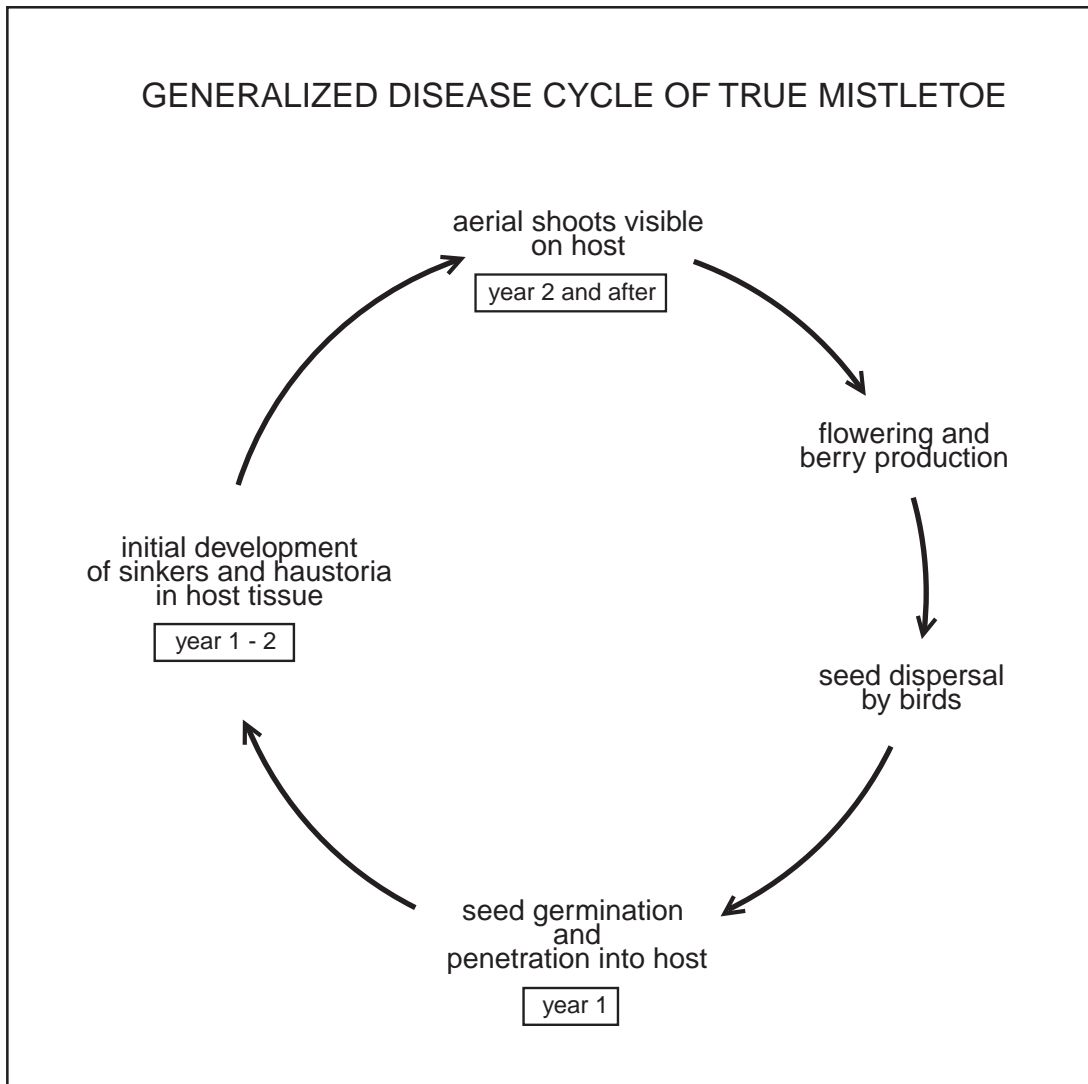 GENERALIZED DISEASE CYCLE OF TRUE MISTLETOE
aerial shoots visible
on host
year 2 and after
flowering and
berry production
seed dispersal
by birds
seed germination
and
penetration into host
year 1
initial development
of sinkers and haustoria
in host tissue
year 1 - 2